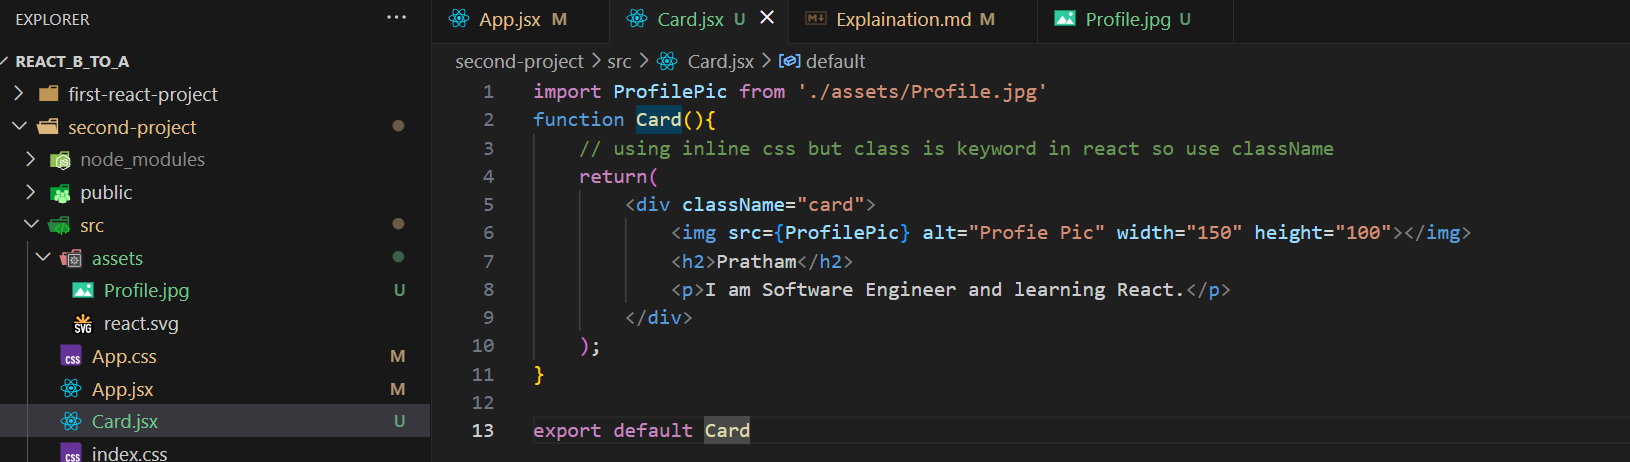 EXPLORER ...
REACT_B_TO_A
first-react-project
second-project
node_modules
public
src
assets
Profile.jpg U
react.svg
App.css M
App.jsx M
Card.jsx U
index.css
App.jsx M Card.jsx U Explaination.md M Profile.jpg U
second-project > src > Card.jsx > default
1 import ProfilePic from './assets/Profile.jpg'
2 function Card(){
3 // using inline css but class is keyword in react so use className
4 return(
5 <div className="card">
6 <img src={ProfilePic} alt="Profie Pic" width="150" height="100"></img>
7 <h2>Pratham</h2>
8 <p>I am Software Engineer and learning React.</p>
9 </div>
10 );
11 }
12
13 export default Card